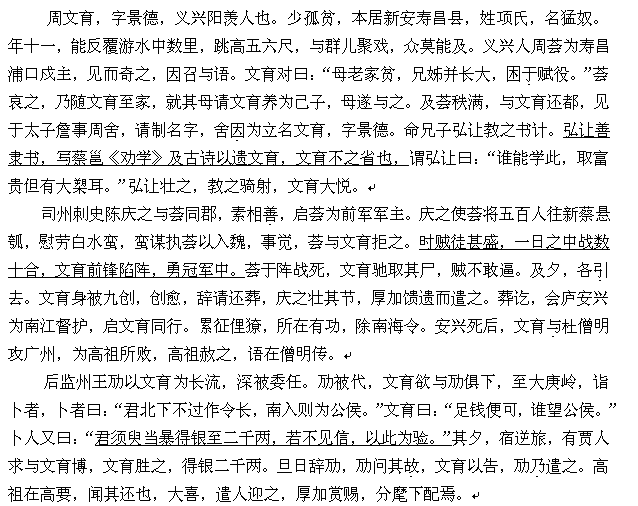 周文育，字景德，义兴阳羡人也。少孤贫，本居新安寿昌县，姓项氏，名猛奴。
年十一，能反覆游水中数里，跳高五六尺，与群儿聚戏，众莫能及。义兴人周荟为寿昌
浦口戍主，见而奇之，因召与语。文育对曰：“母老家贫，兄姊并长大，困于赋役。”荟
哀之，乃随文育至家，就其母请文育养为己子，母遂与之。及荟秩满，与文育还都，见
于太子詹事周舍，请制名字，舍因为立名文育，字景德。命兄子弘让教之书计。弘让善
隶书，写蔡邕《劝学》及古诗以遗文育，文育不之省也，谓弘让曰：“谁能学此，取富
贵但有大槊耳。”弘让壮之，教之骑射，文育大悦。
司州刺史陈庆之与荟同郡，素相善，启荟为前军军主。庆之使荟将五百人往新蔡悬
瓠，慰劳白水蛮，蛮谋执荟以入魏，事觉，荟与文育拒之。时贼徒甚盛，一日之中战数
十合，文育前锋陷阵，勇冠军中。荟于阵战死，文育驰取其尸，贼不敢逼。及夕，各引
去。文育身被九创，创愈，辞请还葬，庆之壮其节，厚加馈遗而遣之。葬讫，会庐安兴
为南江督护，启文育同行。累征俚獠，所在有功，除南海令。安兴死后，文育与杜僧明
攻广州，为高祖所败，高祖赦之，语在僧明传。
后监州王劢以文育为长流，深被委任。劢被代，文育欲与劢俱下，至大庾岭，诣
卜者，卜者曰：“君北下不过作令长，南入则为公侯。”文育曰：“足钱便可，谁望公侯。”
卜人又曰：“君须臾当暴得银至二千两，若不见信，以此为验。”其夕，宿逆旅，有贾人
求与文育博，文育胜之，得银二千两。旦日辞劢，劢问其故，文育以告，劢乃遣之。高
祖在高要，闻其还也，大喜，遣人迎之，厚加赏赐，分麾下配焉。